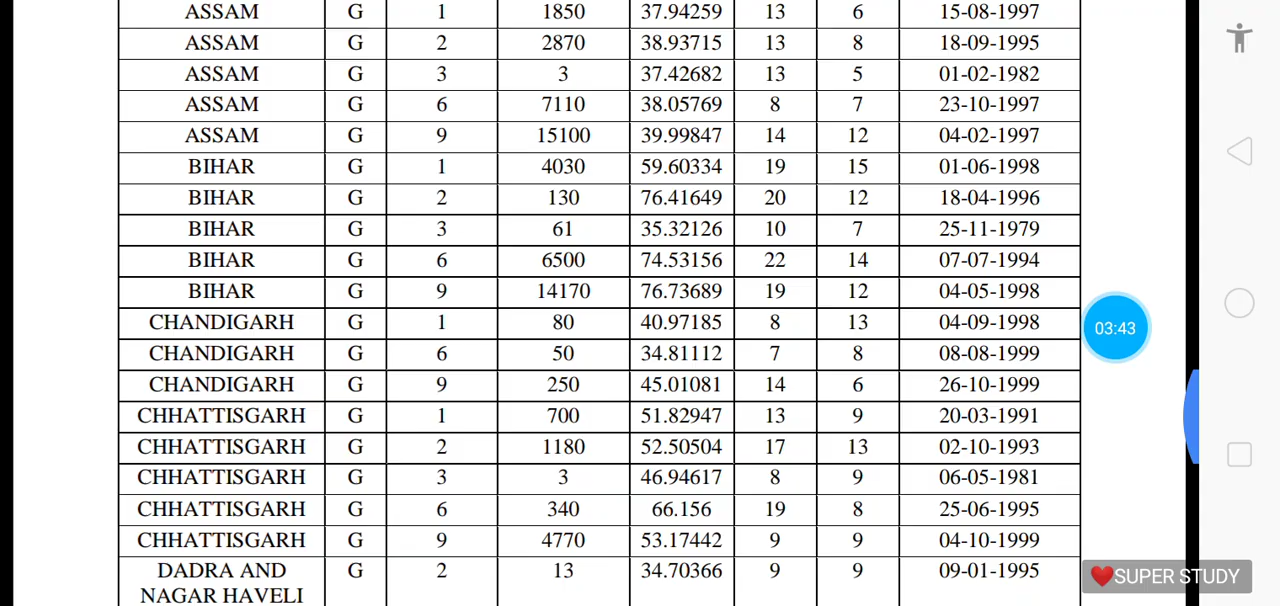 ASSAM G 1 1850 37.94259 13 6 15-08-1997
ASSAM G 2 2870 38.93715 13 8 18-09-1995
ASSAM G 3 3 37.42682 13 5 01-02-1982
ASSAM G 6 7110 38.05769 8 7 23-10-1997
ASSAM G 9 15100 39.99847 14 12 04-02-1997
BIHAR G 1 4030 59.60334 19 15 01-06-1998
BIHAR G 2 130 76.41649 20 12 18-04-1996
BIHAR G 3 61 35.32126 10 7 25-11-1979
BIHAR G 6 6500 74.53156 22 14 07-07-1994
BIHAR G 9 14170 76.73689 19 12 04-05-1998
CHANDIGARH G 1 80 40.97185 8 13 04-09-1998
CHANDIGARH G 6 50 34.81112 7 8 08-08-1999
CHANDIGARH G 9 250 45.01081 14 6 26-10-1999
CHHATTISGARH G 1 700 51.82947 13 9 20-03-1991
CHHATTISGARH G 2 1180 52.50504 17 13 02-10-1993
CHHATTISGARH G 3 3 46.94617 8 9 06-05-1981
CHHATTISGARH G 6 340 66.156 19 8 25-06-1995
CHHATTISGARH G 9 4770 53.17442 9 9 04-10-1999
DADRA AND G 2 13 34.70366 9 9 09-01-1995
NAGAR HAVELI
03:43
❤️SUPER STUDY